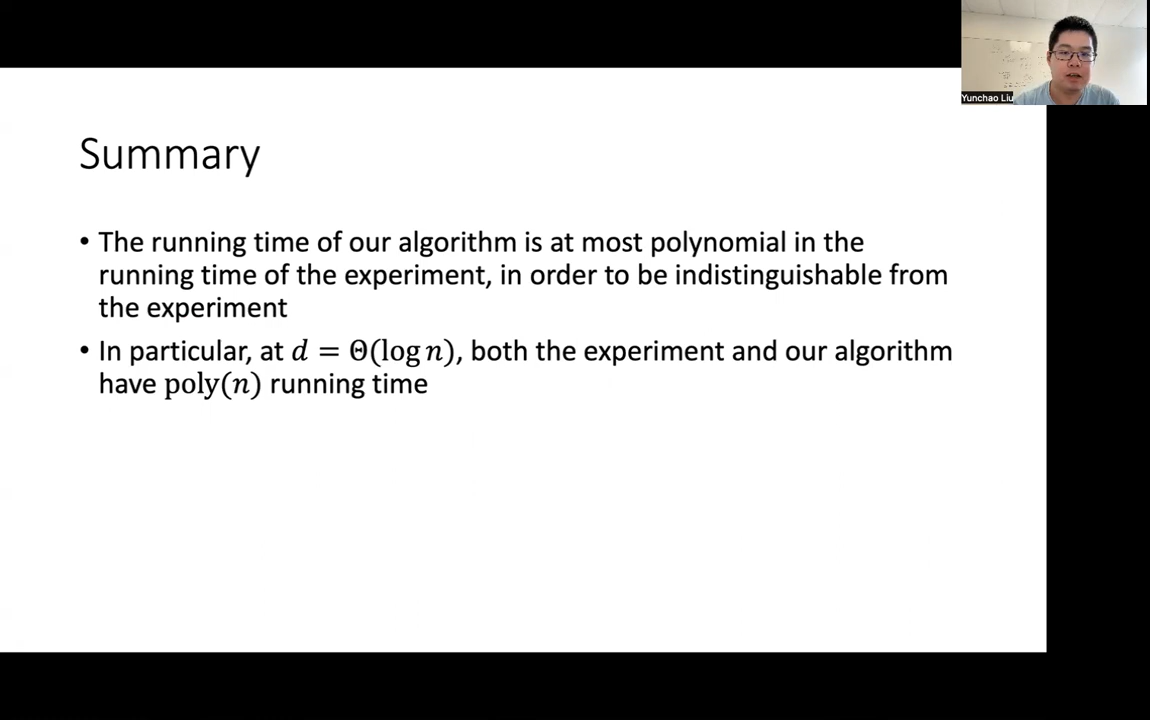 Yunchao Liu
Summary
• The running time of our algorithm is at most polynomial in the
running time of the experiment, in order to be indistinguishable from
the experiment
• In particular, at d = Θ(log n), both the experiment and our algorithm
have poly(n) running time